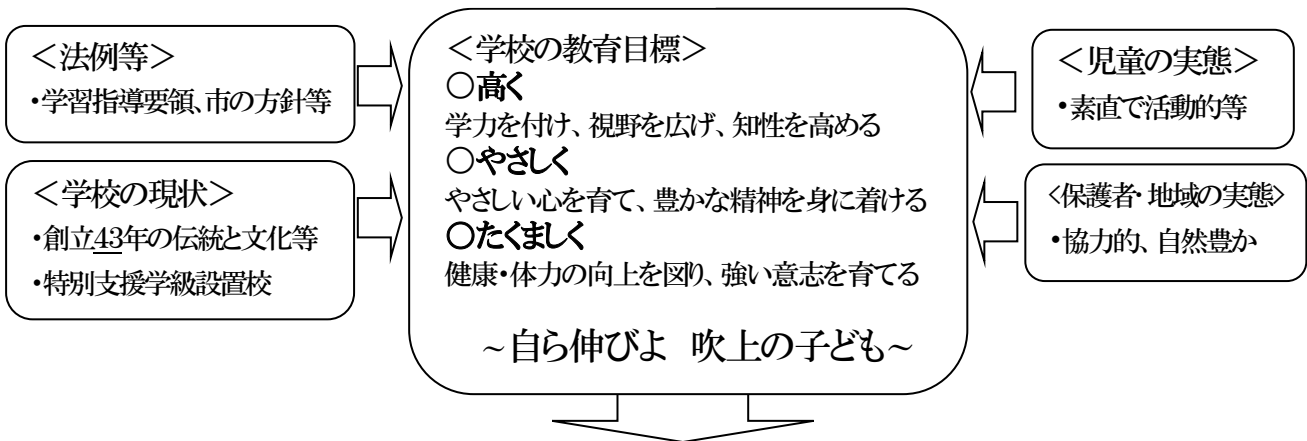 ＜法例等＞
・学習指導要領、市の方針等
＜学校の現状＞
・創立43年の伝統と文化等
・特別支援学級設置校
＜学校の教育目標＞
○高く
学力を付け、視野を広げ、知性を高める
○やさしく
やさしい心を育て、豊かな精神を身に着ける
○たくましく
健康・体力の向上を図り、強い意志を育てる
～自ら伸びよ 吹上の子ども～
＜児童の実態＞
・素直で活動的等
<保護者・地域の実態>
・協力的、自然豊か